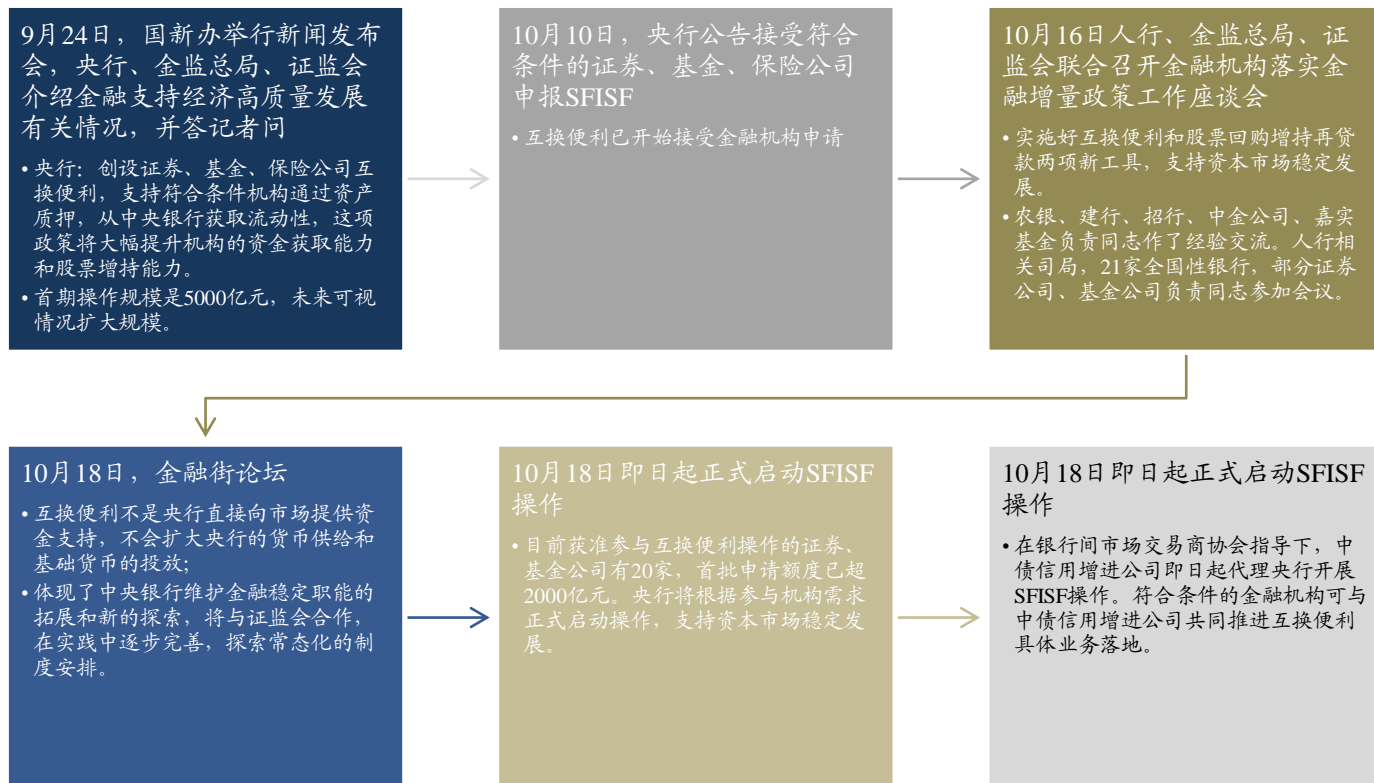 9月24日，国新办举行新闻发布
会，央行、金监总局、证监会
介绍金融支持经济高质量发展
有关情况，并答记者问
• 央行：创设证券、基金、保险公司互
换便利，支持符合条件机构通过资产
质押，从中央银行获取流动性，这项
政策将大幅提升机构的资金获取能力
和股票增持能力。
• 首期操作规模是5000亿元，未来可视
情况扩大规模。
10月10日，央行公告接受符合
条件的证券、基金、保险公司
申报SFISF
• 互换便利已开始接受金融机构申请
10月16日人行、金监总局、证
监会联合召开金融机构落实金
融增量政策工作座谈会
• 实施好互换便利和股票回购增持再贷
款两项新工具，支持资本市场稳定发
展。
• 农银、建行、招行、中金公司、嘉实
基金负责同志作了经验交流。人行相
关司局，21家全国性银行，部分证券
公司、基金公司负责同志参加会议。
10月18日，金融街论坛
• 互换便利不是央行直接向市场提供资
金支持，不会扩大央行的货币供给和
基础货币的投放;
• 体现了中央银行维护金融稳定职能的
拓展和新的探索，将与证监会合作，
在实践中逐步完善，探索常态化的制
度安排。
10月18日即日起正式启动SFISF
操作
• 目前获准参与互换便利操作的证券、
基金公司有20家，首批申请额度已超
2000亿元。央行将根据参与机构需求
正式启动操作，支持资本市场稳定发
展。
10月18日即日起正式启动SFISF
操作
• 在银行间市场交易商协会指导下，中
债信用增进公司即日起代理央行开展
SFISF操作。符合条件的金融机构可与
中债信用增进公司共同推进互换便利
具体业务落地。